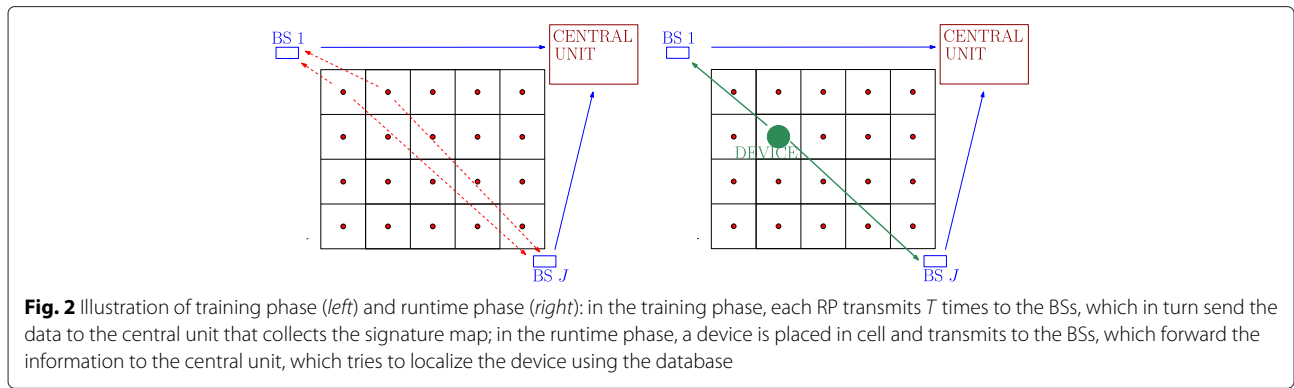 BS 1
CENTRAL
UNIT
BS J
BS 1
CENTRAL
UNIT
DEVICE
BS J
Fig. 2 Illustration of training phase (left) and runtime phase (right): in the training phase, each RP transmits T times to the BSs, which in turn send the
data to the central unit that collects the signature map; in the runtime phase, a device is placed in cell and transmits to the BSs, which forward the
information to the central unit, which tries to localize the device using the database